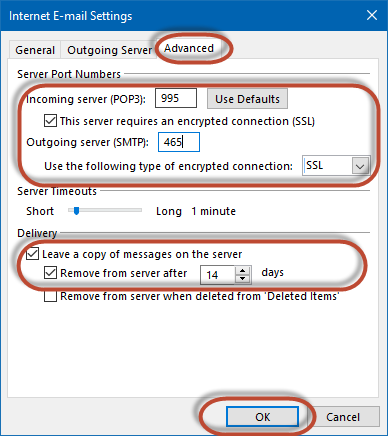 Internet E-mail Settings
General Outgoing Server Advanced
Server Port Numbers
Incoming server (POP3): 995 Use Defaults
This server requires an encrypted connection (SSL)
Outgoing server (SMTP): 465
Use the following type of encrypted connection: SSL
Server Timeouts
Short Long 1 minute
Delivery
Leave a copy of messages on the server
Remove from server after 14 days
Remove from server when deleted from 'Deleted Items'
OK Cancel